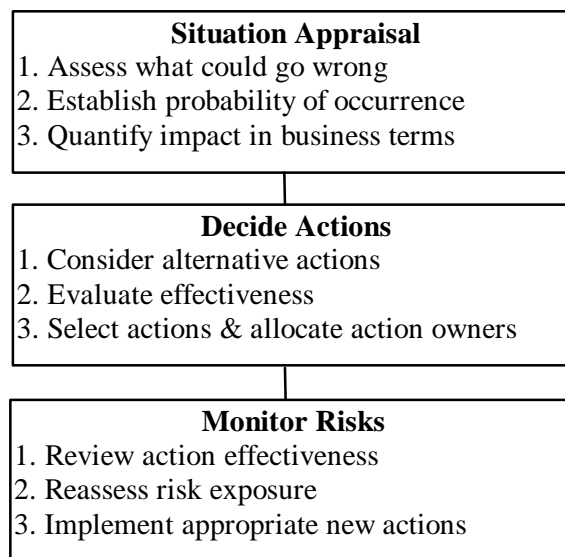 Situation Appraisal
1. Assess what could go wrong
2. Establish probability of occurrence
3. Quantify impact in business terms
Decide Actions
1. Consider alternative actions
2. Evaluate effectiveness
3. Select actions & allocate action owners
Monitor Risks
1. Review action effectiveness
2. Reassess risk exposure
3. Implement appropriate new actions